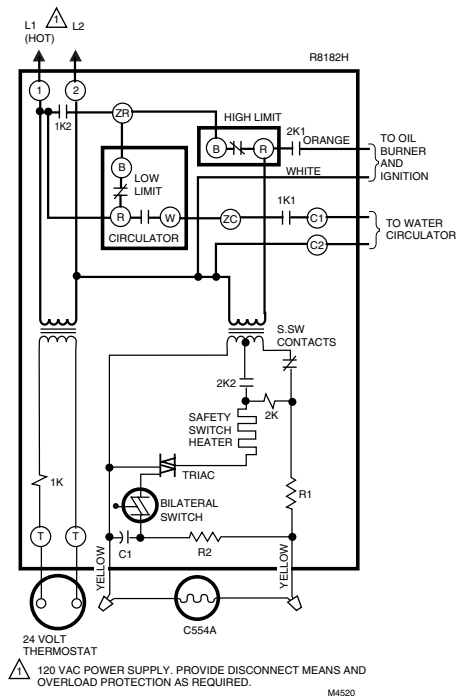 L1
1
L2
(HOT)
R8182H
1
2
1K2
ZR
HIGH LIMIT
2K1
ORANGE
TO OIL
BURNER
AND
IGNITION
B
R
B
LOW
LIMIT
WHITE
R
W
CIRCULATOR
ZC
1K1
C1
C2
TO WATER
CIRCULATOR
S.SW
CONTACTS
2K2
2K
SAFETY
SWITCH
HEATER
TRIAC
1K
BILATERAL
SWITCH
R1
T
T
C1
R2
YELLOW
YELLOW
C554A
24 VOLT
THERMOSTAT
1 120 VAC POWER SUPPLY. PROVIDE DISCONNECT MEANS AND
OVERLOAD PROTECTION AS REQUIRED.
M4520